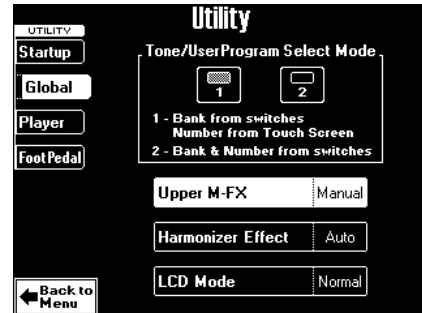 Utility
UTILITY
Startup
Global
Player
FootPedal
Tone/UserProgram Select Mode
1
2
1 - Bank from switches
Number from Touch Screen
2 - Bank & Number from switches
Upper M-FX Manual
Harmonizer Effect Auto
LCD Mode Normal
Back to
Menu